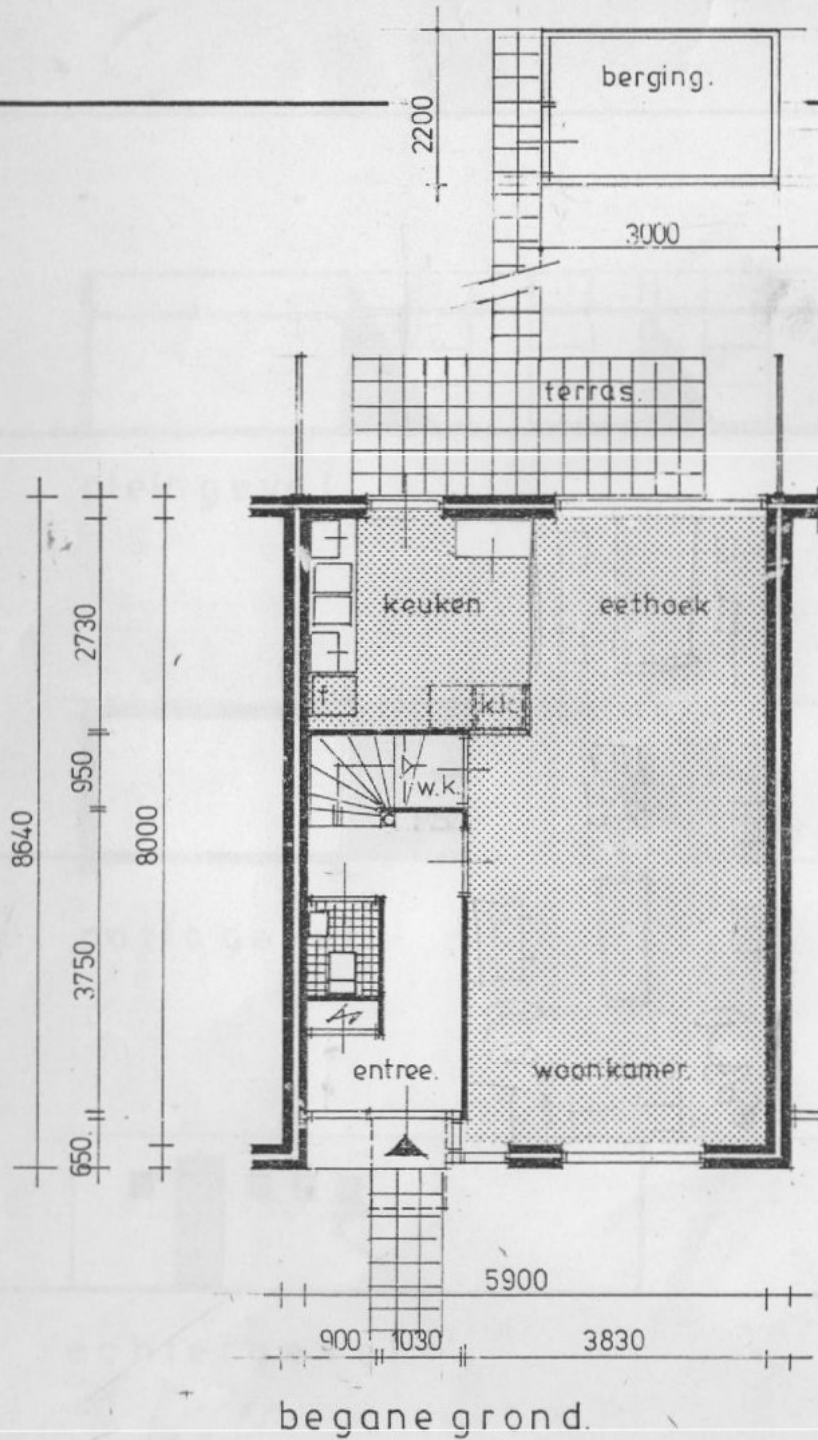 berging.
2200
3000
terras.
keuken
eethoek
2730
f
k.l.
950
w.k.
8640
8000
3750
entree.
woonkamer.
650.
5900
900
1030
3830
begane grond.